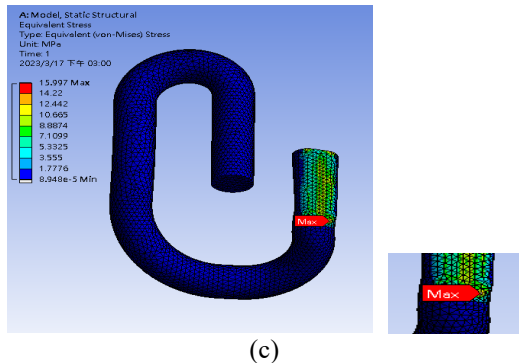 A: Model, Static Structural
Equivalent Stress
Type: Equivalent (von-Mises) Stress
Unit: MPa
Time: 1
2023/3/17 下午 03:00
15.997 Max
14.22
12.442
10.665
8.8874
7.1099
5.3325
3.555
1.7776
8.948e-5 Min
Max
Max
(c)